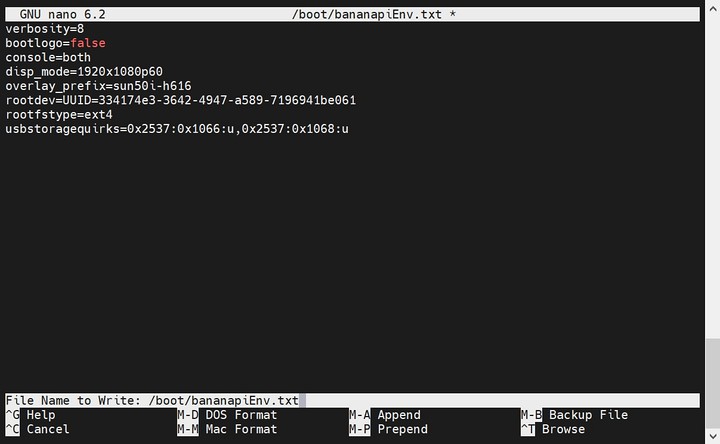 GNU nano 6.2 /boot/bananapiEnv.txt *
verbosity=8
bootlogo=false
console=both
disp_mode=1920x1080p60
overlay_prefix=sun50i-h616
rootdev=UUID=334174e3-3642-4947-a589-7196941be061
rootfstype=ext4
usbstoragequirks=0x2537:0x1066:u,0x2537:0x1068:u
File Name to Write: /boot/bananapiEnv.txt
^G Help M-D DOS Format M-A Append M-B Backup File
^C Cancel M-M Mac Format M-P Prepend ^T Browse